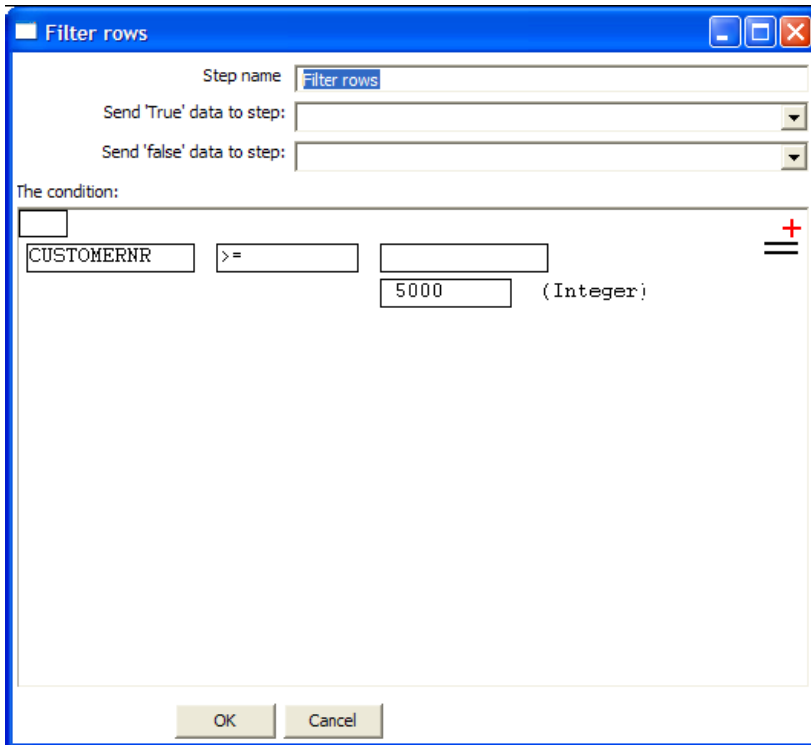 Filter rows
Step name Filter rows
Send 'True' data to step:
Send 'false' data to step:
The condition:
CUSTOMERNR >=
5000 (Integer)
OK Cancel